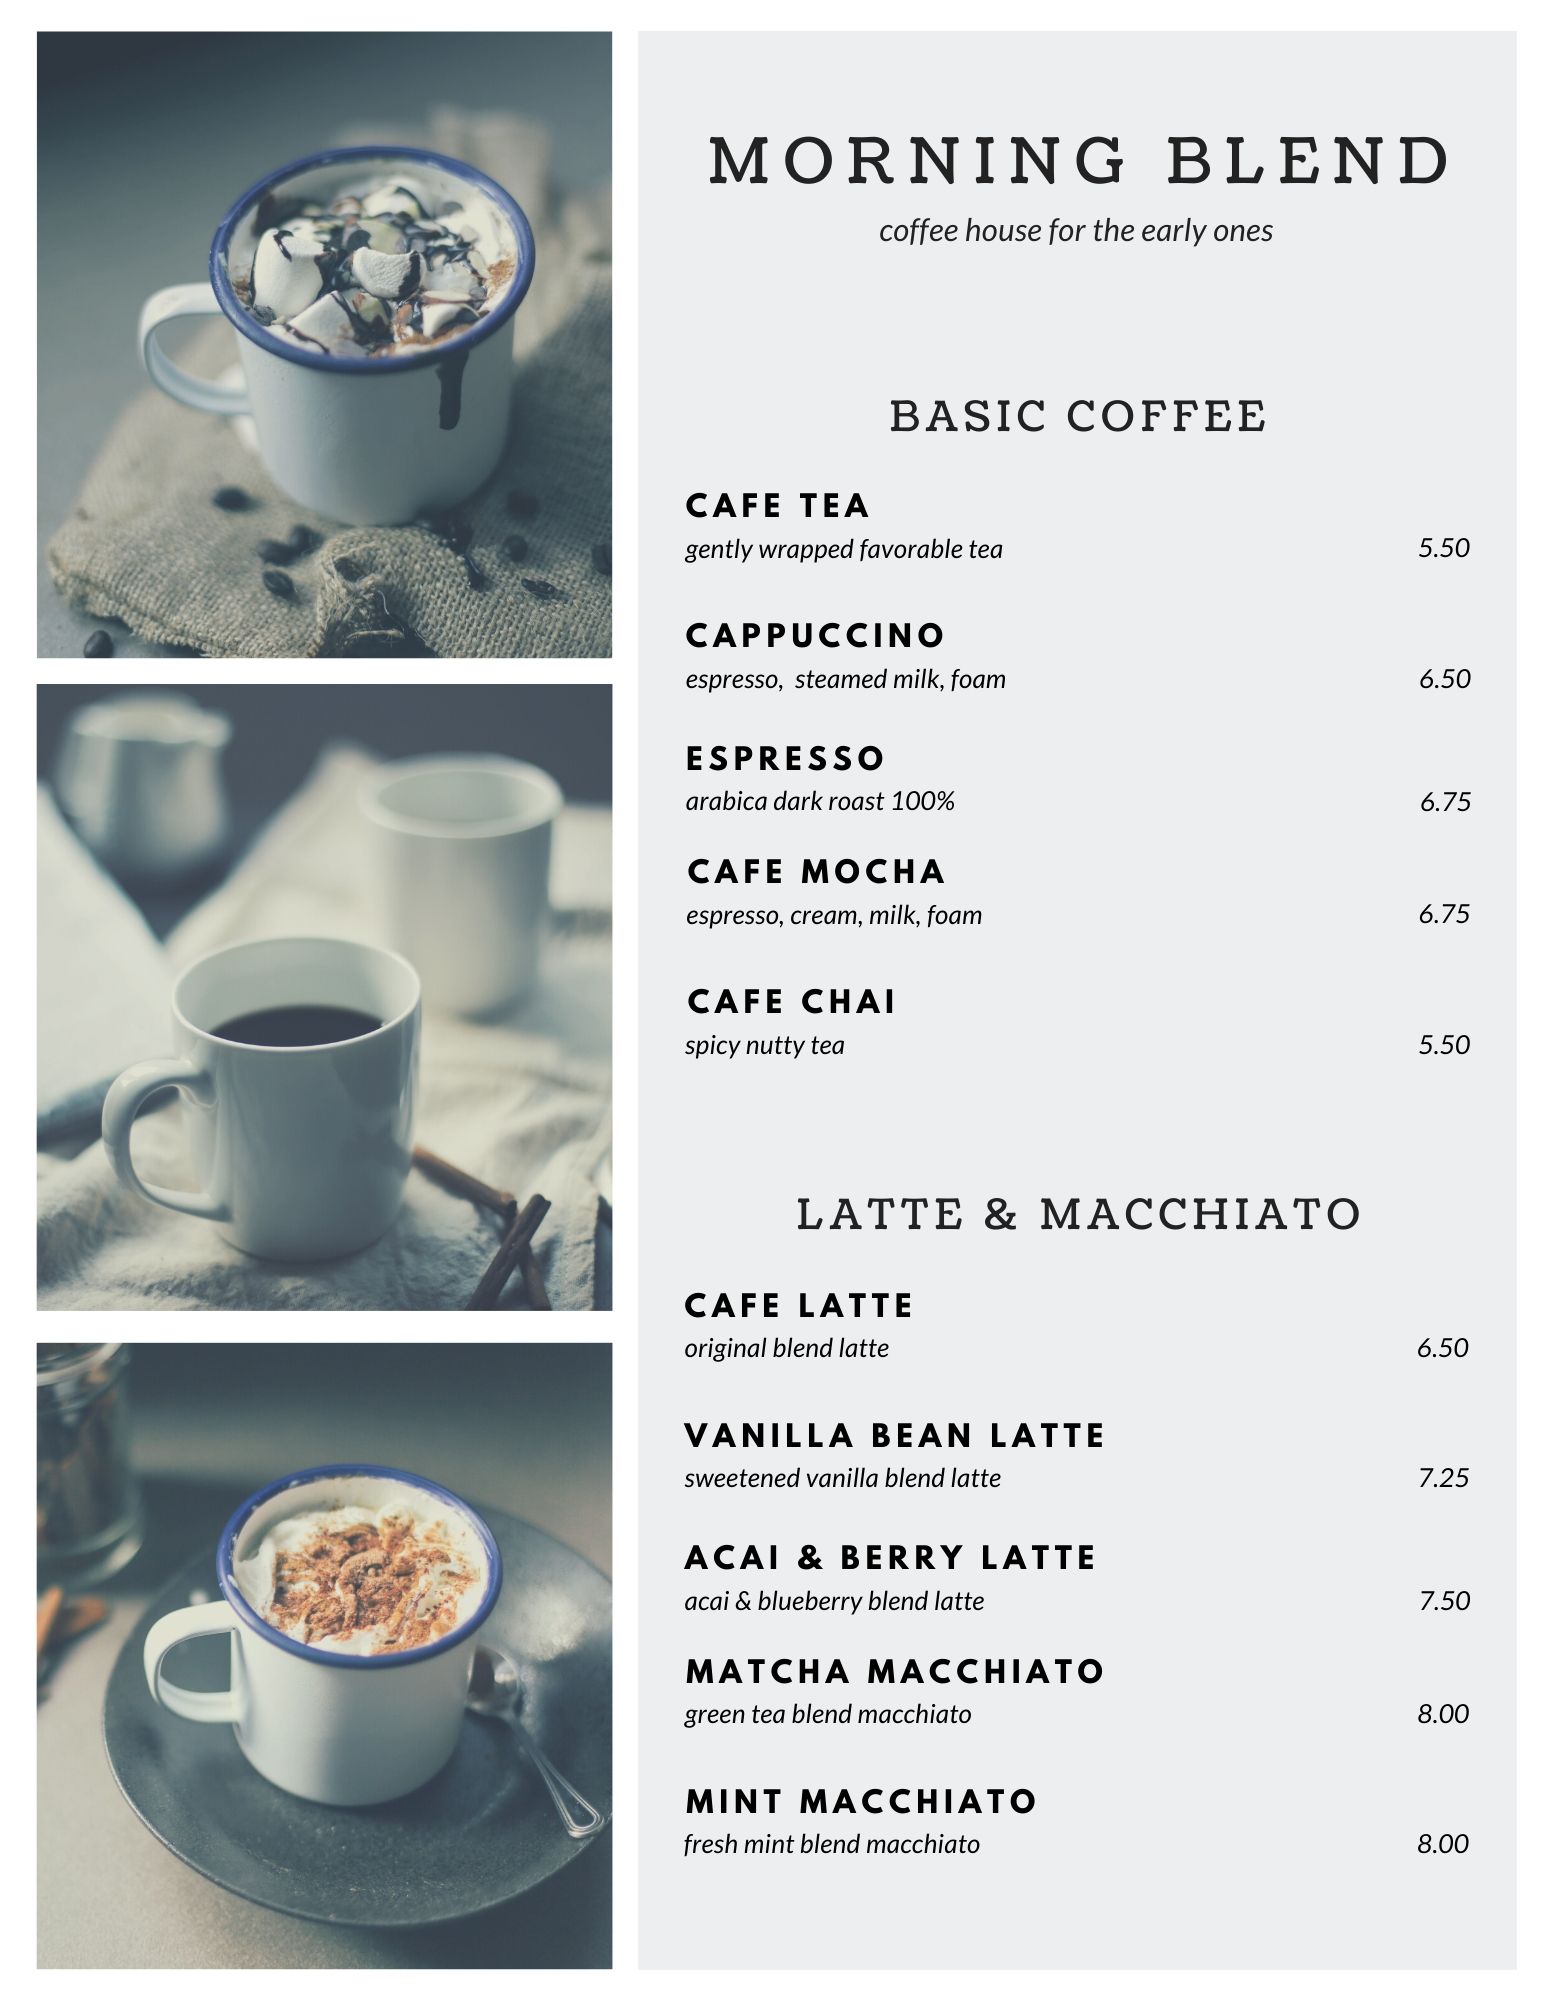 MORNING BLEND
coffee house for the early ones
BASIC COFFEE
CAFE TEA
gently wrapped favorable tea 5.50
CAPPUCCINO
espresso,  steamed milk, foam 6.50
ESPRESSO
arabica dark roast 100% 6.75
CAFE MOCHA
espresso, cream, milk, foam 6.75
CAFE CHAI
spicy nutty tea 5.50
LATTE & MACCHIATO
CAFE LATTE
original blend latte 6.50
VANILLA BEAN LATTE
sweetened vanilla blend latte 7.25
ACAI & BERRY LATTE
acai & blueberry blend latte 7.50
MATCHA MACCHIATO
green tea blend macchiato 8.00
MINT MACCHIATO
fresh mint blend macchiato 8.00